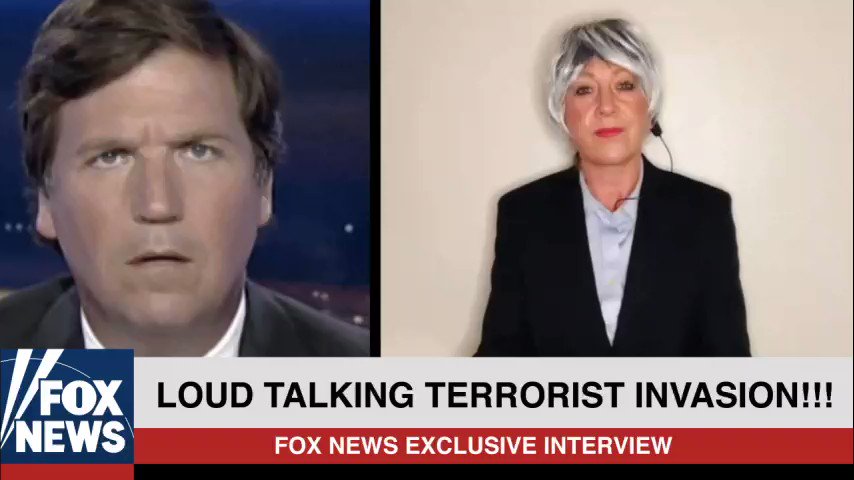 LOUD TALKING TERRORIST INVASION!!!
FOX
NEWS
FOX NEWS EXCLUSIVE INTERVIEW